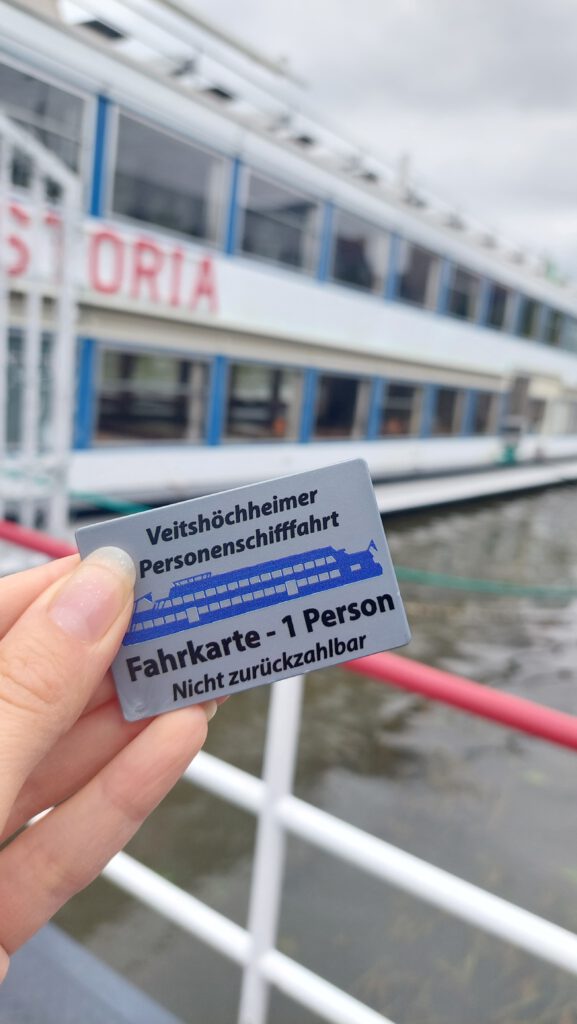 STORIA
Veitshöchheimer
Personenschifffahrt
Fahrkarte - 1 Person
Nicht zurückzahlbar